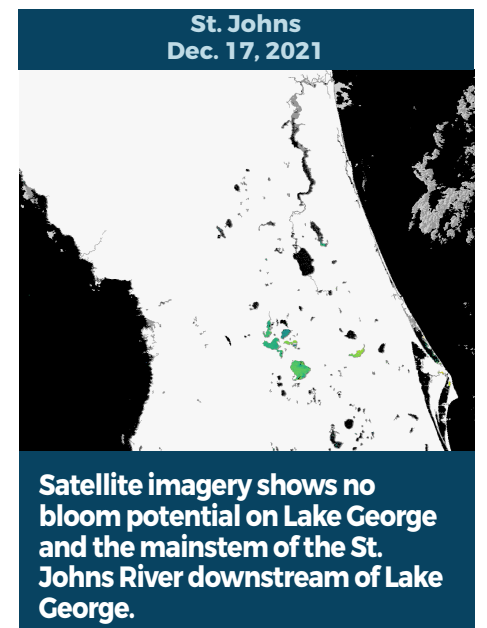 St. Johns
Dec. 17, 2021
Satellite imagery shows no
bloom potential on Lake George
and the mainstem of the St.
Johns River downstream of Lake
George.